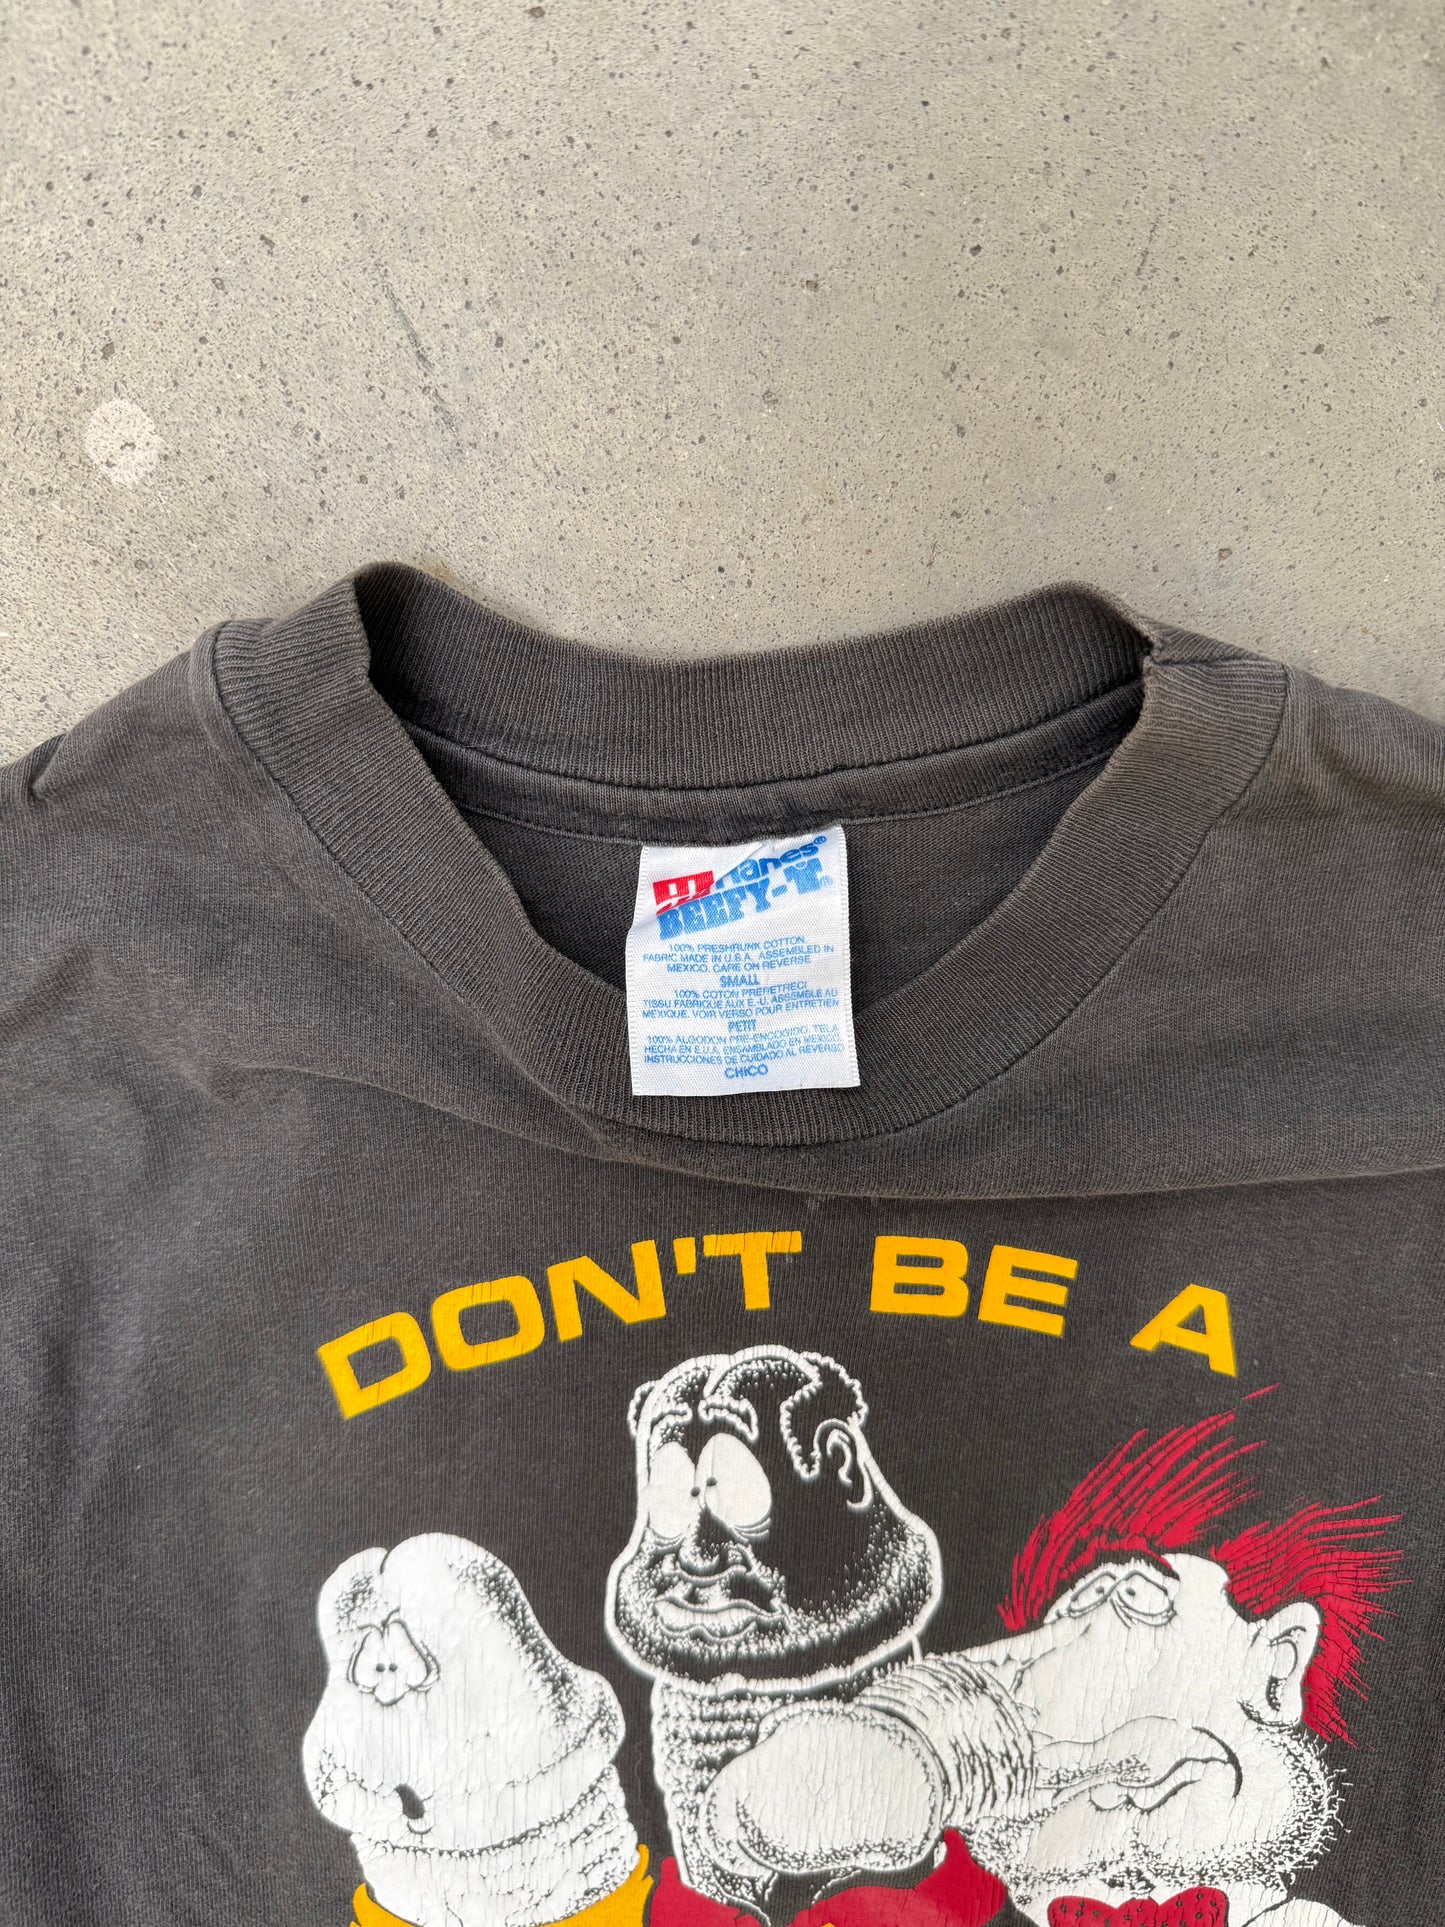 Hanes®
BEEFY-T®
100% PRESHRUNK COTTON
FABRIC MADE IN U.S.A. ASSEMBLED IN
MEXICO. CARE ON REVERSE
SMALL
100% COTON PRERETRECI
TISSU FABRIQUE AUX E.-U. ASSEMBLE AU
MEXIQUE. VOIR VERSO POUR ENTRETIEN
PETIT
100% ALGODON PRE-ENCOGIDO. TELA
HECHA EN E.U.A. ENSAMBLADO EN MEXICO.
INSTRUCCIONES DE CUIDADO AL REVERSO
CHICO
DON'T BE A